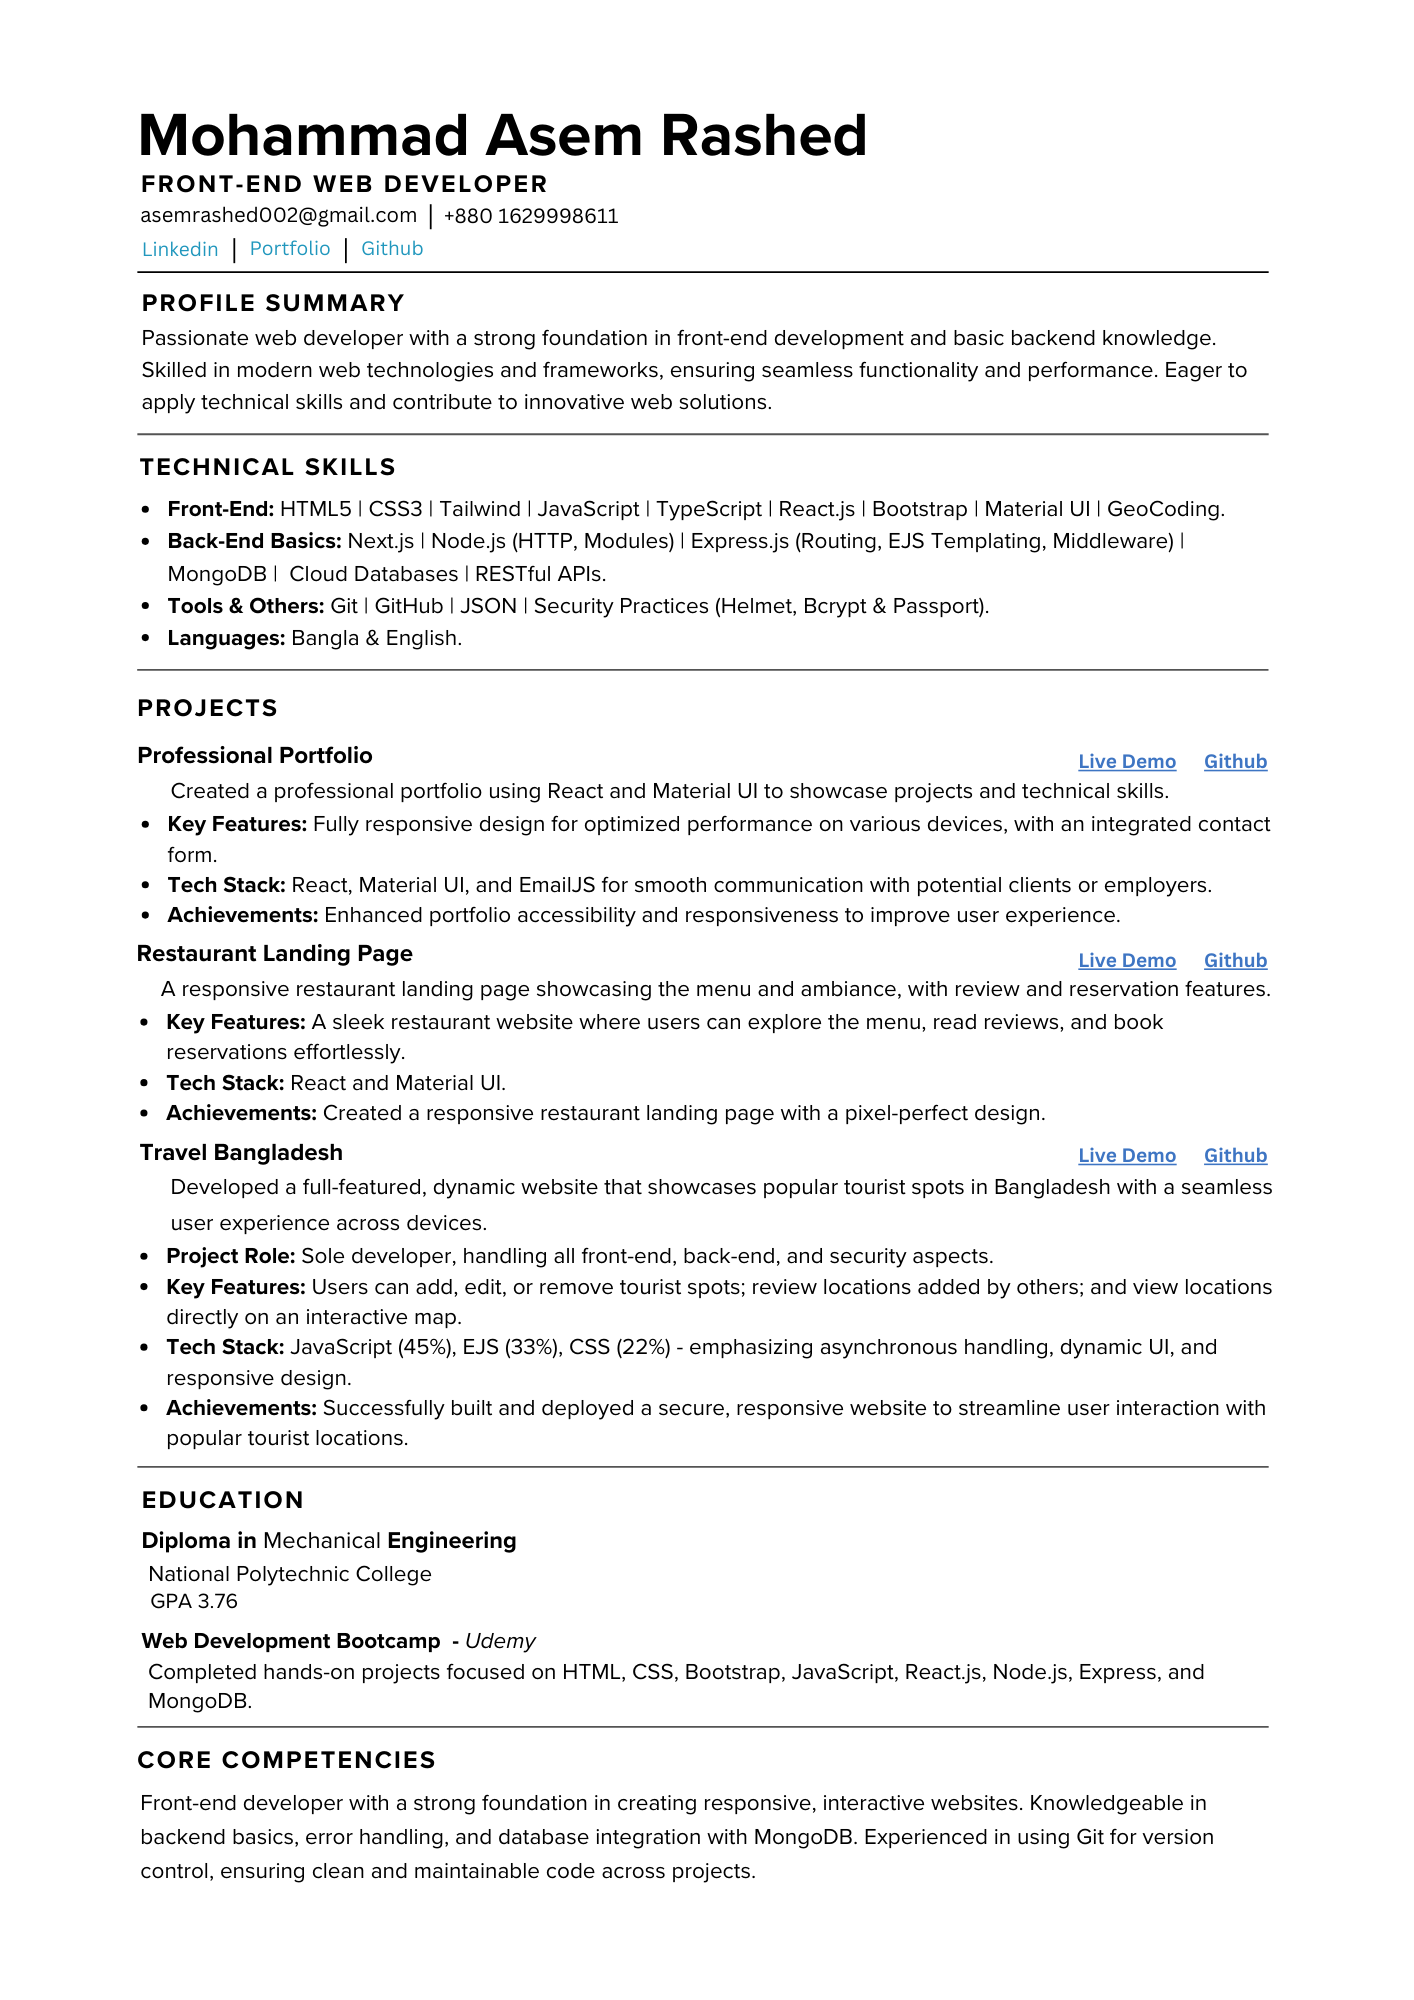 Mohammad Asem Rashed
FRONT-END WEB DEVELOPER
asemrashed002@gmail.com | +880 1629998611
Linkedin | Portfolio | Github
PROFILE SUMMARY
Passionate web developer with a strong foundation in front-end development and basic backend knowledge.
Skilled in modern web technologies and frameworks, ensuring seamless functionality and performance. Eager to
apply technical skills and contribute to innovative web solutions.
TECHNICAL SKILLS
• Front-End: HTML5 | CSS3 | Tailwind | JavaScript | TypeScript | React.js | Bootstrap | Material UI | GeoCoding.
• Back-End Basics: Next.js | Node.js (HTTP, Modules) | Express.js (Routing, EJS Templating, Middleware) |
MongoDB | Cloud Databases | RESTful APIs.
• Tools & Others: Git | GitHub | JSON | Security Practices (Helmet, Bcrypt & Passport).
• Languages: Bangla & English.
PROJECTS
Professional Portfolio Live Demo Github
Created a professional portfolio using React and Material UI to showcase projects and technical skills.
• Key Features: Fully responsive design for optimized performance on various devices, with an integrated contact
form.
• Tech Stack: React, Material UI, and EmailJS for smooth communication with potential clients or employers.
• Achievements: Enhanced portfolio accessibility and responsiveness to improve user experience.
Restaurant Landing Page Live Demo Github
A responsive restaurant landing page showcasing the menu and ambiance, with review and reservation features.
• Key Features: A sleek restaurant website where users can explore the menu, read reviews, and book
reservations effortlessly.
• Tech Stack: React and Material UI.
• Achievements: Created a responsive restaurant landing page with a pixel-perfect design.
Travel Bangladesh Live Demo Github
Developed a full-featured, dynamic website that showcases popular tourist spots in Bangladesh with a seamless
user experience across devices.
• Project Role: Sole developer, handling all front-end, back-end, and security aspects.
• Key Features: Users can add, edit, or remove tourist spots; review locations added by others; and view locations
directly on an interactive map.
• Tech Stack: JavaScript (45%), EJS (33%), CSS (22%) - emphasizing asynchronous handling, dynamic UI, and
responsive design.
• Achievements: Successfully built and deployed a secure, responsive website to streamline user interaction with
popular tourist locations.
EDUCATION
Diploma in Mechanical Engineering
National Polytechnic College
GPA 3.76
Web Development Bootcamp - Udemy
Completed hands-on projects focused on HTML, CSS, Bootstrap, JavaScript, React.js, Node.js, Express, and
MongoDB.
CORE COMPETENCIES
Front-end developer with a strong foundation in creating responsive, interactive websites. Knowledgeable in
backend basics, error handling, and database integration with MongoDB. Experienced in using Git for version
control, ensuring clean and maintainable code across projects.